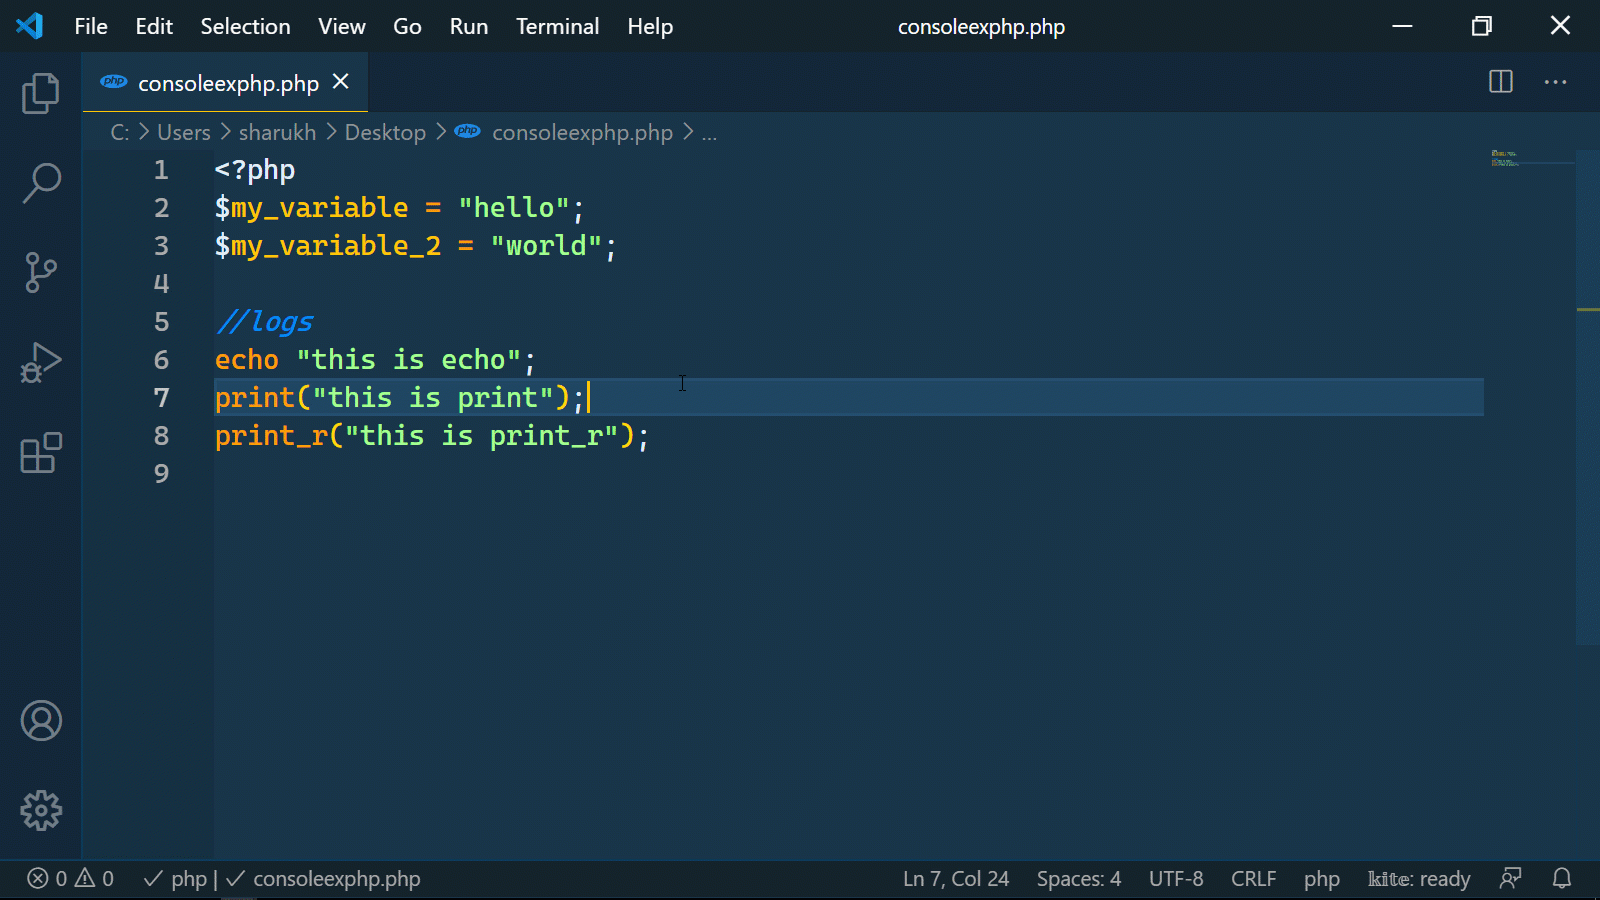 File Edit Selection View Go Run Terminal Help consoleexphp.php
php consoleexphp.php
C: > Users > sharukh > Desktop > php consoleexphp.php > ...
1 <?php
2 $my_variable = "hello";
3 $my_variable_2 = "world";
4
5 //logs
6 echo "this is echo";
7 print("this is print");
8 print_r("this is print_r");
9
0 0 php | consoleexphp.php Ln 7, Col 24 Spaces: 4 UTF-8 CRLF php kite: ready